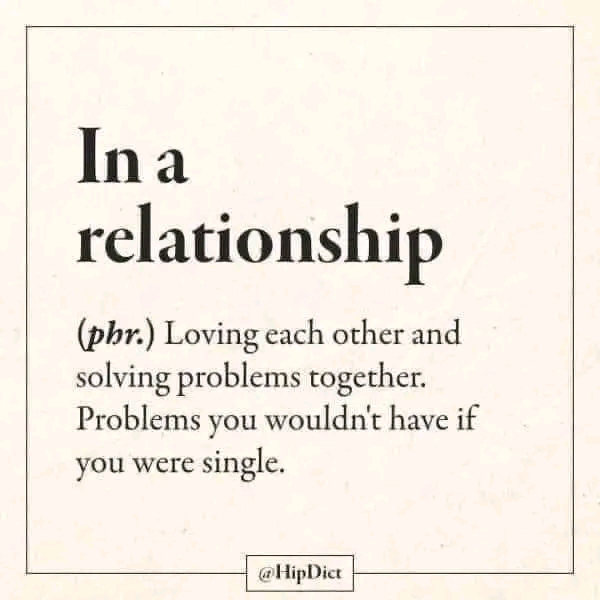 In a
relationship
(phr.) Loving each other and
solving problems together.
Problems you wouldn't have if
you were single.
@HipDict